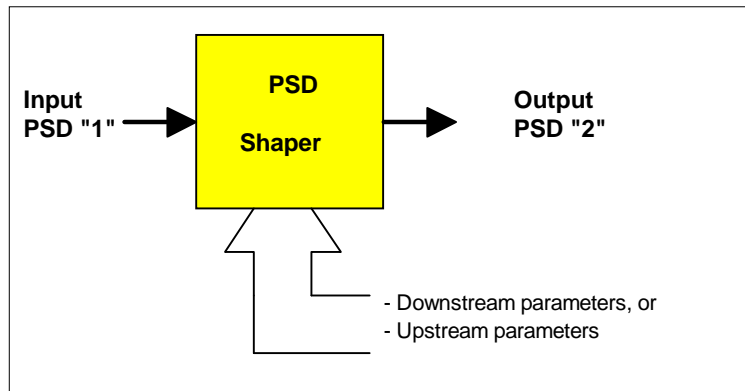 PSD
Shaper
Input
PSD "1"
Output
PSD "2"
- Downstream parameters, or
- Upstream parameters